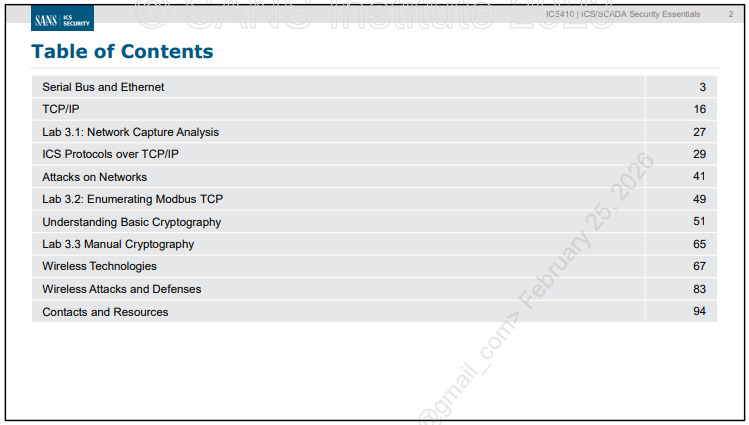 © SANS Institute 2026
SANS ICS SECURITY
ICS410 | ICS/SCADA Security Essentials 2
Table of Contents
Serial Bus and Ethernet 3
TCP/IP 16
Lab 3.1: Network Capture Analysis 27
ICS Protocols over TCP/IP 29
Attacks on Networks 41
Lab 3.2: Enumerating Modbus TCP 49
Understanding Basic Cryptography 51
Lab 3.3 Manual Cryptography 65
Wireless Technologies 67
Wireless Attacks and Defenses 83
Contacts and Resources 94
@gmail_com> February 25, 2026